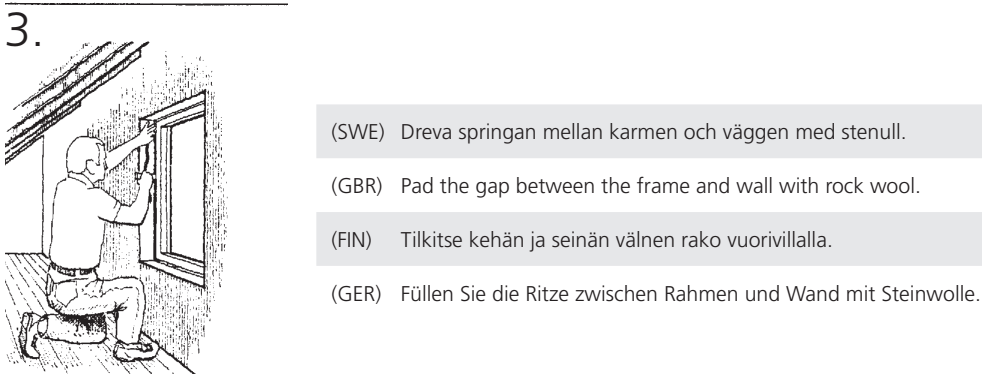 3.
(SWE) Dreva springan mellan karmen och väggen med stenull.
(GBR) Pad the gap between the frame and wall with rock wool.
(FIN) Tilkitse kehän ja seinän välnen rako vuorivillalla.
(GER) Füllen Sie die Ritze zwischen Rahmen und Wand mit Steinwolle.